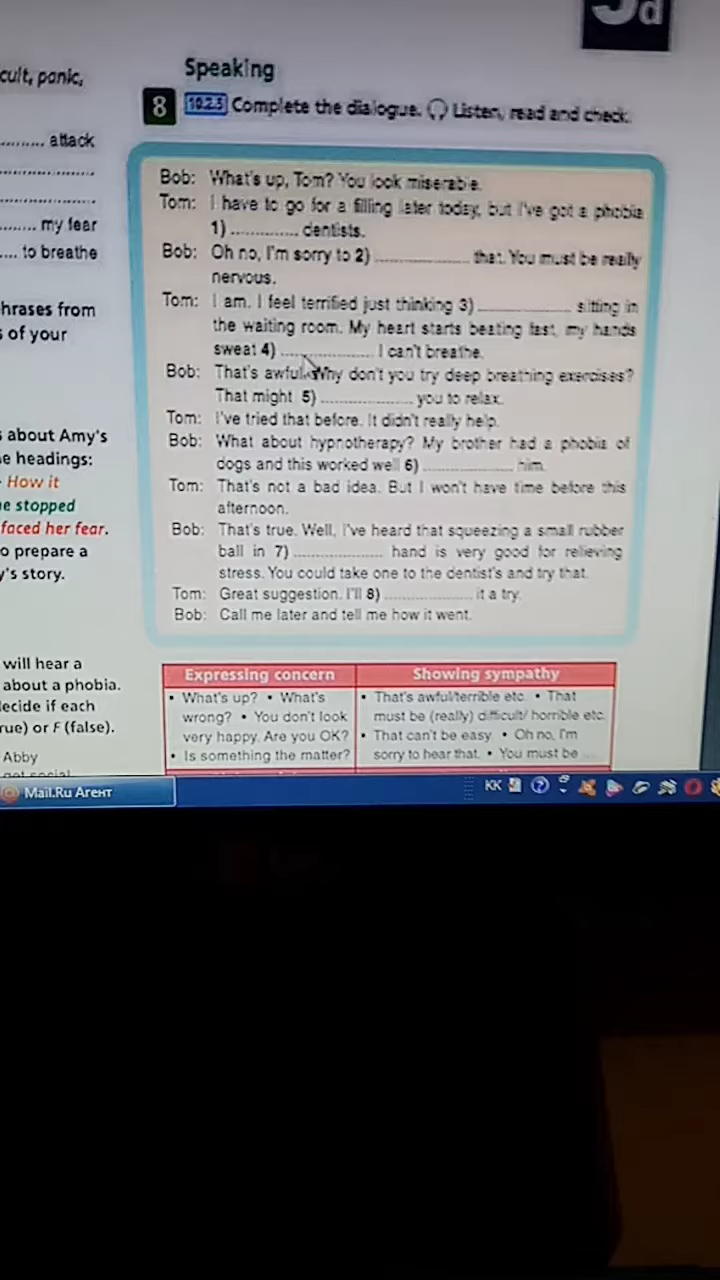 5d
cult, panic,
.......... attack
........ my fear
.... to breathe
hrases from
s of your
s about Amy's
e headings:
How it
e stopped
faced her fear.
o prepare a
y's story.
will hear a
about a phobia.
lecide if each
rue) or F (false).
Abby
Speaking
8 10.2.5 Complete the dialogue. Listen, read and check.
Bob: What's up, Tom? You look miserable.
Tom: I have to go for a filling later today, but I've got a phobia
1) .............. dentists.
Bob: Oh no, I'm sorry to 2) .................... that. You must be really
nervous.
Tom: I am. I feel terrified just thinking 3) .................... sitting in
the waiting room. My heart starts beating fast, my hands
sweat 4) .................... I can't breathe.
Bob: That's awful. Why don't you try deep breathing exercises?
That might 5) .................... you to relax.
Tom: I've tried that before. It didn't really help.
Bob: What about hypnotherapy? My brother had a phobia of
dogs and this worked well 6) .................... him.
Tom: That's not a bad idea. But I won't have time before this
afternoon.
Bob: That's true. Well, I've heard that squeezing a small rubber
ball in 7) .................... hand is very good for relieving
stress. You could take one to the dentist's and try that.
Tom: Great suggestion. I'll 8) .................... it a try.
Bob: Call me later and tell me how it went.
Expressing concern
• What's up? • What's
wrong? • You don't look
very happy. Are you OK?
• Is something the matter?
Showing sympathy
• That's awful/terrible etc. • That
must be (really) difficult/ horrible etc.
• That can't be easy. • Oh no, I'm
sorry to hear that. • You must be ...
Mail.Ru Агент
KK